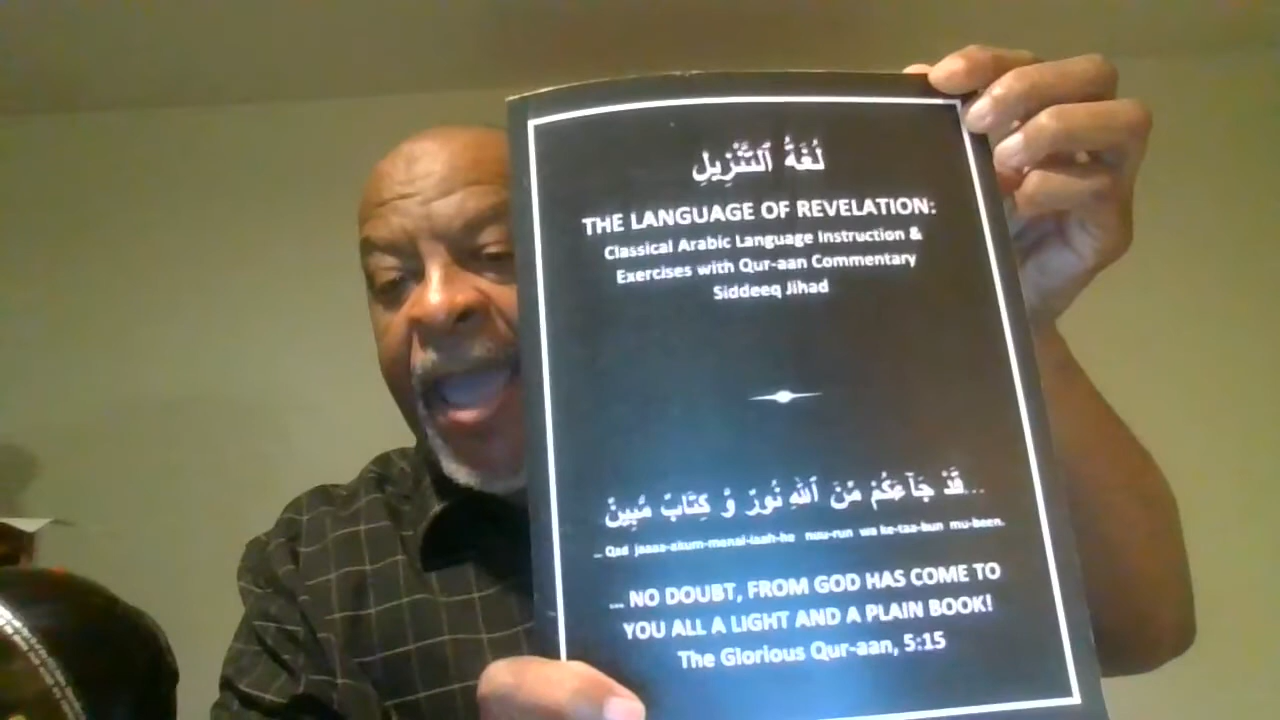 لُغَةُ ٱلتَّنْزِيلِ
THE LANGUAGE OF REVELATION:
Classical Arabic Language Instruction &
Exercises with Qur-aan Commentary
Siddeeq Jihad
...قَدْ جَآءَكُمْ مِّنَ ٱللهِ نُورٌ وَّ كِتَابٌ مُّبِينٌ
... Qad jaaaa-akum-menal-laah-he nuu-run wa ke-taa-bun mu-been.
... NO DOUBT, FROM GOD HAS COME TO
YOU ALL A LIGHT AND A PLAIN BOOK!
The Glorious Qur-aan, 5:15